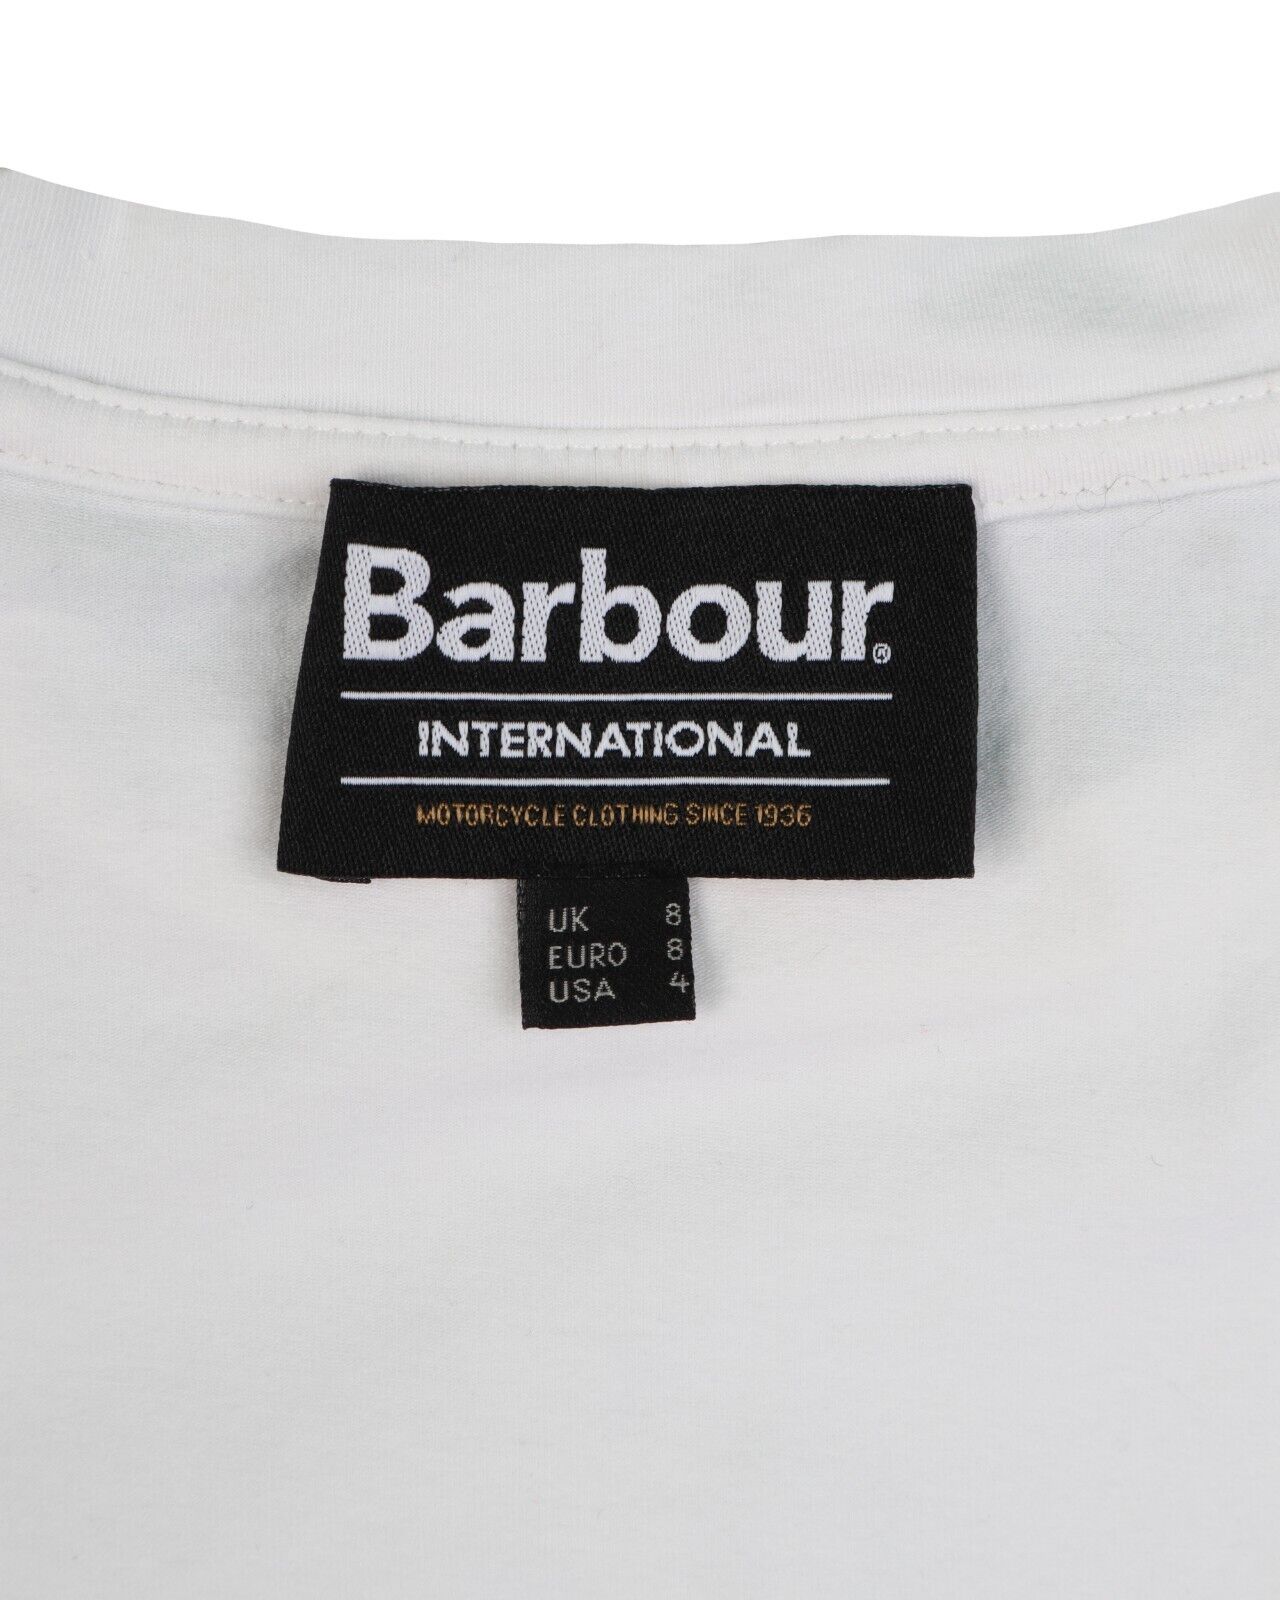 Barbour®
INTERNATIONAL
MOTORCYCLE CLOTHING SINCE 1936
UK 8
EURO 8
USA 4